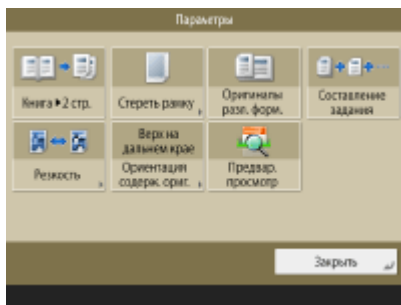 Параметры
Книга ▶ 2 стр.
Стереть рамку
Оригиналы
разл. форм.
Составление
задания
Резкость
Верх на
дальнем крае
Ориентация
содерж. ориг.
Предвар.
просмотр
Закрыть